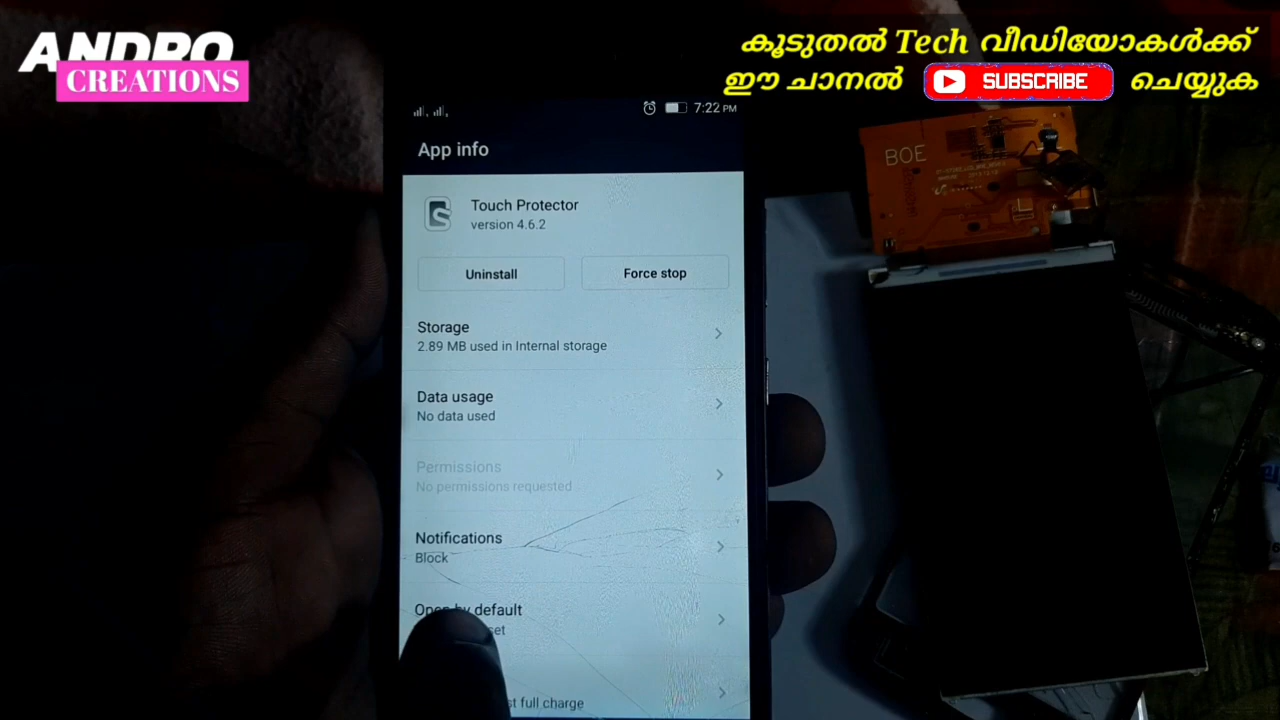 ANDRO
CREATIONS
കൂടുതൽ Tech വീഡിയോകൾക്ക്
ഈ ചാനൽ SUBSCRIBE ചെയ്യുക
7:22 PM
App info
Touch Protector
version 4.6.2
Uninstall
Force stop
Storage
2.89 MB used in Internal storage
Data usage
No data used
Permissions
No permissions requested
Notifications
Block
Open by default
set
full charge
BOE